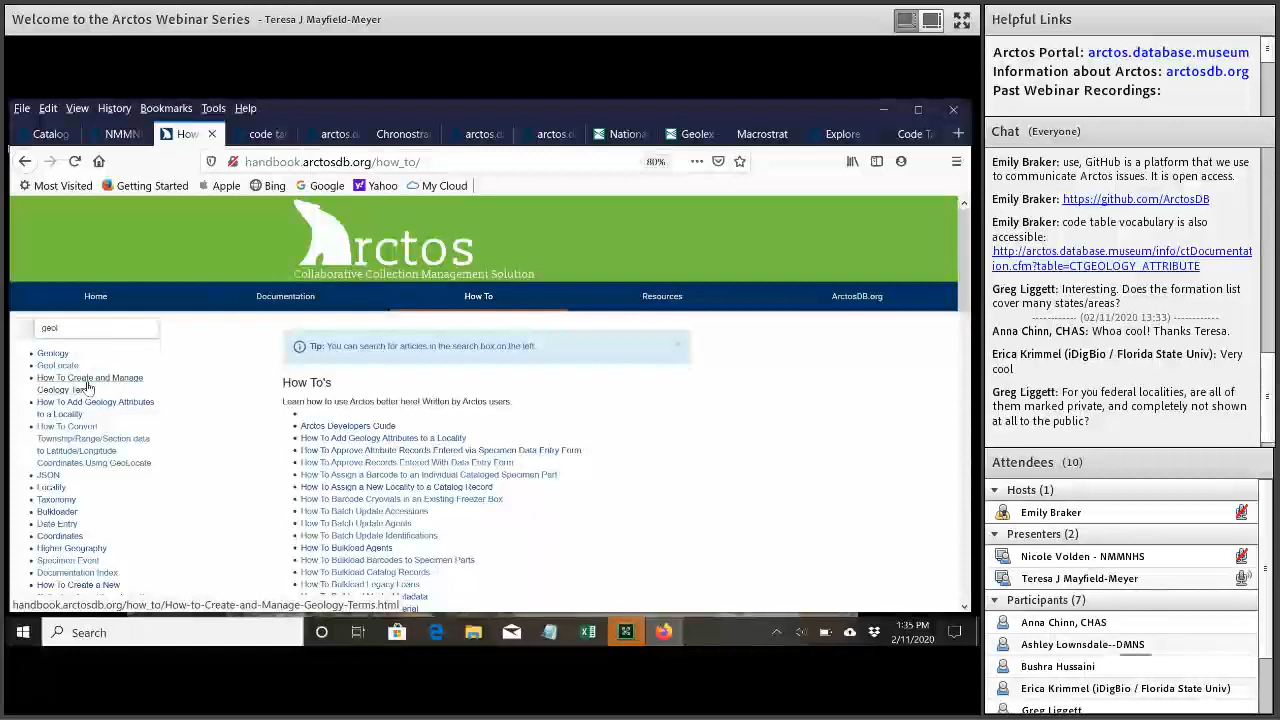 Welcome to the Arctos Webinar Series - Teresa J Mayfield-Meyer
File Edit View History Bookmarks Tools Help
Catalog NMMN How code ta arctos.d Chronostra arctos.d arctos.d Nationa Geolex Macrostrat Explore Code T
handbook.arctosdb.org/how_to/ 80%
Most Visited Getting Started Apple Bing Google Yahoo My Cloud
Arctos
Collaborative Collection Management Solution
Home Documentation How To Resources ArctosDB.org
geol
Geology
GeoLocate
How To Create and Manage
Geology
How To Add Geology Attributes
to a Locality
How To Convert
Township/Range/Section data
to Latitude/Longitude
Coordinates Using GeoLocate
JSON
Locality
Taxonomy
Bulkloader
Date Entry
Coordinates
Higher Geography
Specimen Event
Documentation Index
How To Create a New
Tip: You can search for articles in the search box on the left.
How To's
Learn how to use Arctos better here! Written by Arctos users.
Arctos Developers Guide
How To Add Geology Attributes to a Locality
How To Approve Attribute Records Entered via Specimen Data Entry Form
How To Approve Records Entered With Data Entry Form
How To Assign a Barcode to an Individual Cataloged Specimen Part
How To Assign a New Locality to a Catalog Record
How To Barcode Cryovials in an Existing Freezer Box
How To Batch Update Accessions
How To Batch Update Agents
How To Batch Update Identifications
How To Bulkload Agents
How To Bulkload Barcodes to Specimen Parts
How To Bulkload Catalog Records
How To Bulkload Legacy Loans
handbook.arctosdb.org/how_to/How-to-Create-and-Manage-Geology-Terms.html
Search
1:35 PM
2/11/2020
Helpful Links
Arctos Portal: arctos.database.museum
Information about Arctos: arctosdb.org
Past Webinar Recordings:
Chat (Everyone)
Emily Braker: use, GitHub is a platform that we
to communicate Arctos issues. It is open access.
Emily Braker: https://github.com/ArctosDB
Emily Braker: code table vocabulary is also
accessible:
http://arctos.database.museum/info/ctDocumentat
ion.cfm?table=CTGEOLOGY_ATTRIBUTE
Greg Liggett: Interesting. Does the formation list
cover many states/areas?
------------ (02/11/2020 13:33) ------------
Anna Chinn, CHAS: Whoa cool! Thanks Teresa.
Erica Krimmel (iDigBio / Florida State Univ): Very
cool
Greg Liggett: For you federal localities, are all of
them marked private, and completely not shown
at all to the public?
Attendees (10)
Hosts (1)
Emily Braker
Presenters (2)
Nicole Volden - NMMNHS
Teresa J Mayfield-Meyer
Participants (7)
Anna Chinn, CHAS
Ashley Lownsdale--DMNS
Bushra Hussaini
Erica Krimmel (iDigBio / Florida State Univ)
Greg Liggett